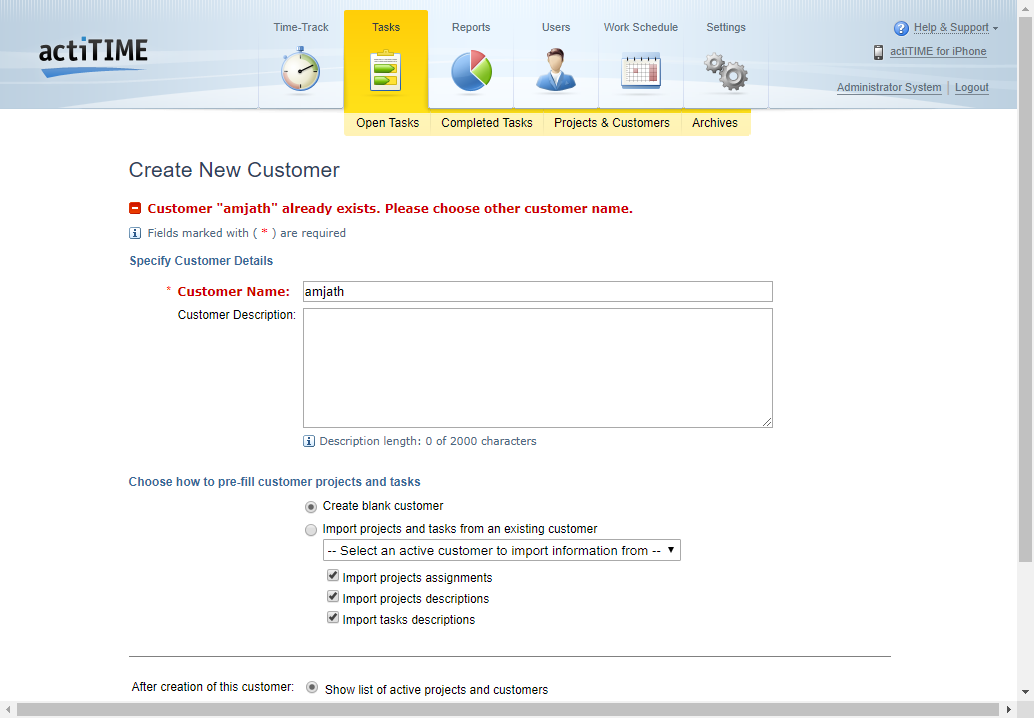 actiTIME
Time-Track
Tasks
Reports
Users
Work Schedule
Settings
Help & Support
actiTIME for iPhone
Administrator System
Logout
Open Tasks
Completed Tasks
Projects & Customers
Archives
Create New Customer
Customer "amjath" already exists. Please choose other customer name.
Fields marked with ( * ) are required
Specify Customer Details
* Customer Name: amjath
Customer Description:
Description length: 0 of 2000 characters
Choose how to pre-fill customer projects and tasks
Create blank customer
Import projects and tasks from an existing customer
-- Select an active customer to import information from --
Import projects assignments
Import projects descriptions
Import tasks descriptions
After creation of this customer: Show list of active projects and customers